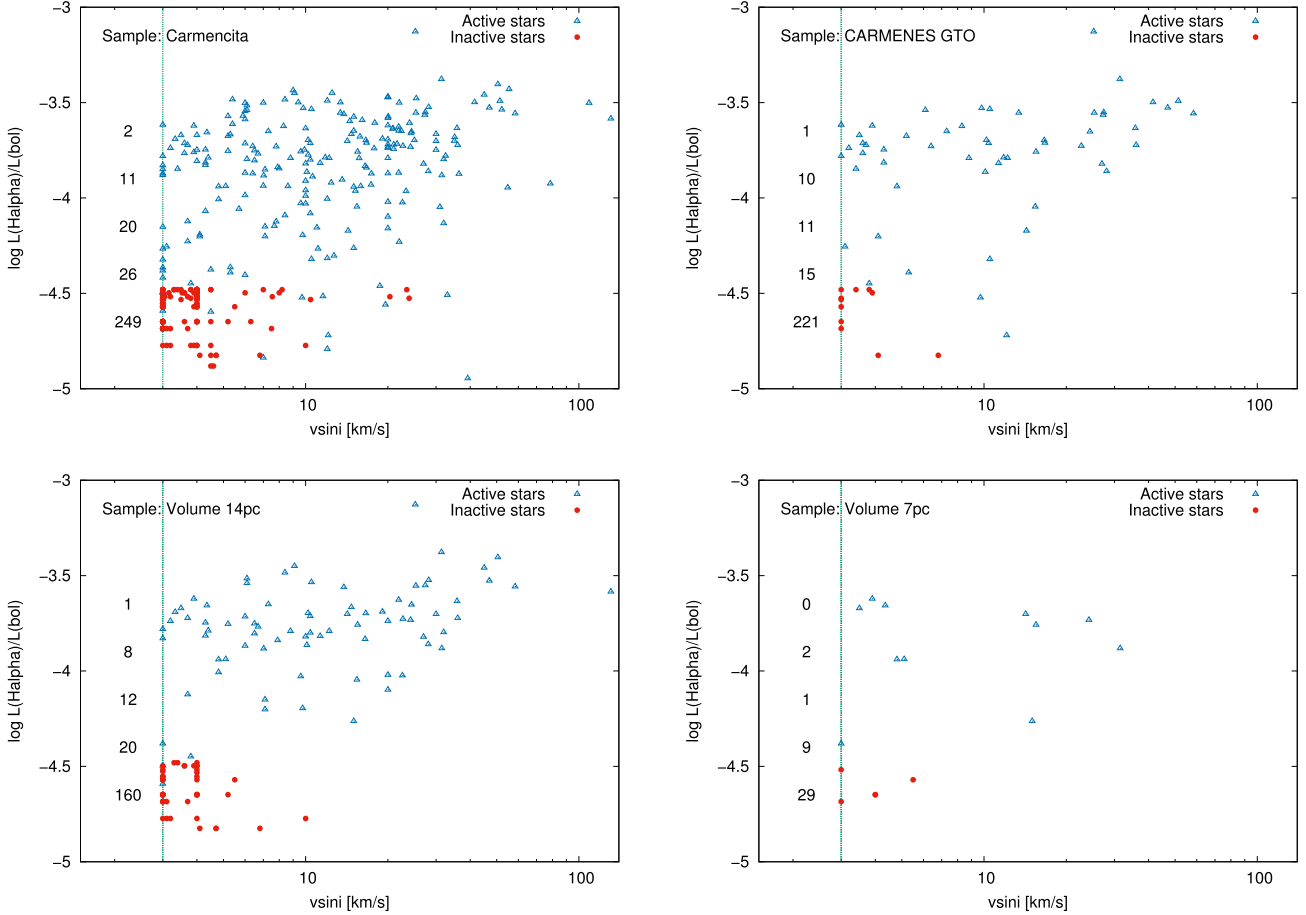 −3
−3.5
−4
−4.5
−5
log L(Halpha)/L(bol)
Sample: Carmencita
Active stars
Inactive stars
2
11
20
26
249
10
100
vsini [km/s]
−3
−3.5
−4
−4.5
−5
log L(Halpha)/L(bol)
Sample: CARMENES GTO
Active stars
Inactive stars
1
10
11
15
221
10
100
vsini [km/s]
−3
−3.5
−4
−4.5
−5
log L(Halpha)/L(bol)
Sample: Volume 14pc
Active stars
Inactive stars
1
8
12
20
160
10
100
vsini [km/s]
−3
−3.5
−4
−4.5
−5
log L(Halpha)/L(bol)
Sample: Volume 7pc
Active stars
Inactive stars
0
2
1
9
29
10
100
vsini [km/s]